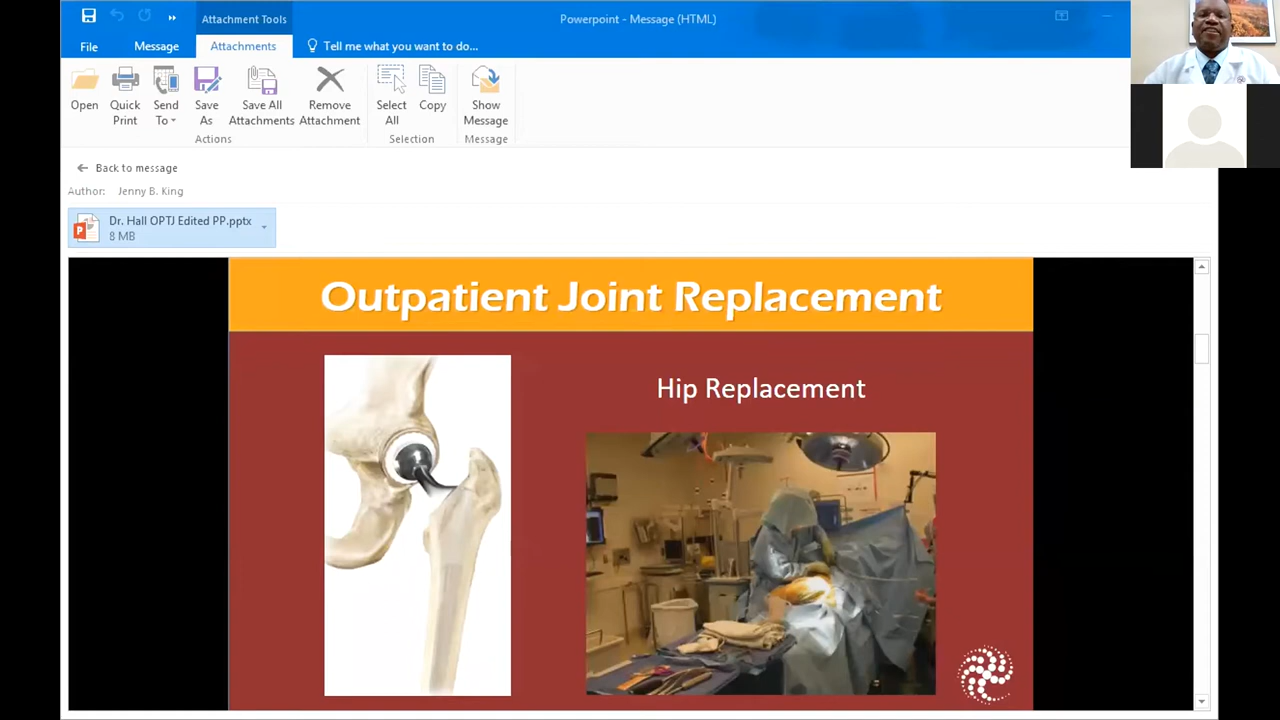 Attachment Tools
Powerpoint - Message (HTML)
File
Message
Attachments
Tell me what you want to do...
Open
Quick Print
Send To
Save As
Save All Attachments
Remove Attachment
Select All
Copy
Show Message
Actions
Selection
Message
Back to message
Author: Jenny B. King
Dr. Hall OPTJ Edited PP.pptx
8 MB
Outpatient Joint Replacement
Hip Replacement